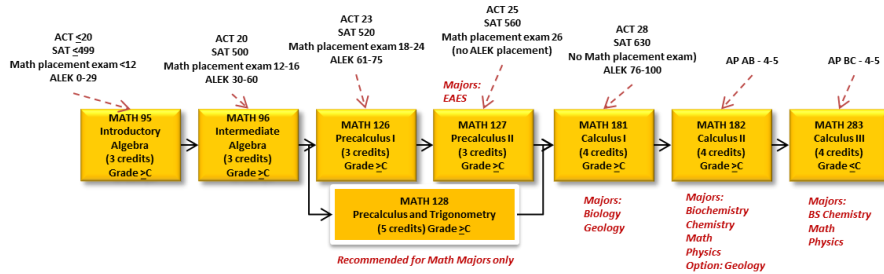 ACT <20
SAT <499
Math placement exam <12
ALEK 0-29
ACT 20
SAT 500
Math placement exam 12-16
ALEK 30-60
ACT 23
SAT 520
Math placement exam 18-24
ALEK 61-75
ACT 25
SAT 560
Math placement exam 26
(no ALEK placement)
ACT 28
SAT 630
No Math placement exam)
ALEK 76-100
AP AB - 4-5
AP BC - 4-5
Majors:
EAES
MATH 95
Introductory
Algebra
(3 credits)
Grade >C
MATH 96
Intermediate
Algebra
(3 credits)
Grade >C
MATH 126
Precalculus I
(3 credits)
Grade >C
MATH 127
Precalculus II
(3 credits)
Grade >C
MATH 181
Calculus I
(4 credits)
Grade >C
MATH 182
Calculus II
(4 credits)
Grade >C
MATH 283
Calculus III
(4 credits)
Grade <C
MATH 128
Precalculus and Trigonometry
(5 credits) Grade >C
Recommended for Math Majors only
Majors:
Biology
Geology
Majors:
Biochemistry
Chemistry
Math
Physics
Option: Geology
Majors:
BS Chemistry
Math
Physics